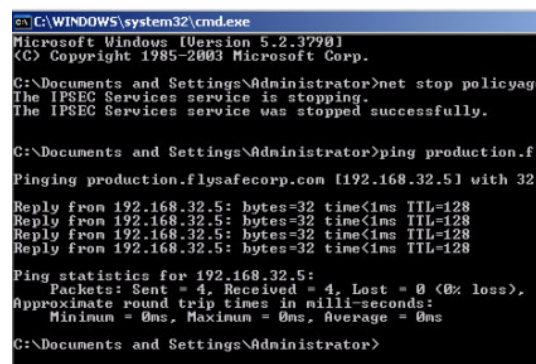 C:\WINDOWS\system32\cmd.exe
Microsoft Windows [Version 5.2.3790]
(C) Copyright 1985-2003 Microsoft Corp.
C:\Documents and Settings\Administrator>net stop policyag
The IPSEC Services service is stopping.
The IPSEC Services service was stopped successfully.
C:\Documents and Settings\Administrator>ping production.f
Pinging production.flysafecorp.com [192.168.32.5] with 32
Reply from 192.168.32.5: bytes=32 time<1ms TTL=128
Reply from 192.168.32.5: bytes=32 time<1ms TTL=128
Reply from 192.168.32.5: bytes=32 time<1ms TTL=128
Reply from 192.168.32.5: bytes=32 time<1ms TTL=128
Ping statistics for 192.168.32.5:
Packets: Sent = 4, Received = 4, Lost = 0 (0% loss),
Approximate round trip times in milli-seconds:
Minimum = 0ms, Maximum = 0ms, Average = 0ms
C:\Documents and Settings\Administrator>